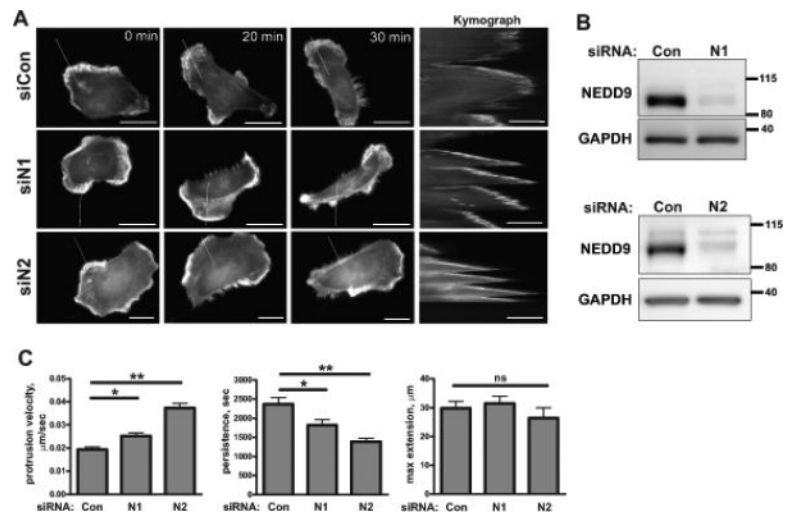 A
0 min
20 min
30 min
Kymograph
siCon
siN1
siN2
B
siRNA: Con N1
NEDD9
115
80
GAPDH
40
siRNA: Con N2
NEDD9
115
80
GAPDH
40
C
protrusion velocity,
μm/sec
0.05
0.04
0.03
0.02
0.01
0.00
**
*
siRNA: Con N1 N2
persistence, sec
3000
2500
2000
1500
1000
500
0
**
*
siRNA: Con N1 N2
max extension, μm
40
30
20
10
0
ns
siRNA: Con N1 N2